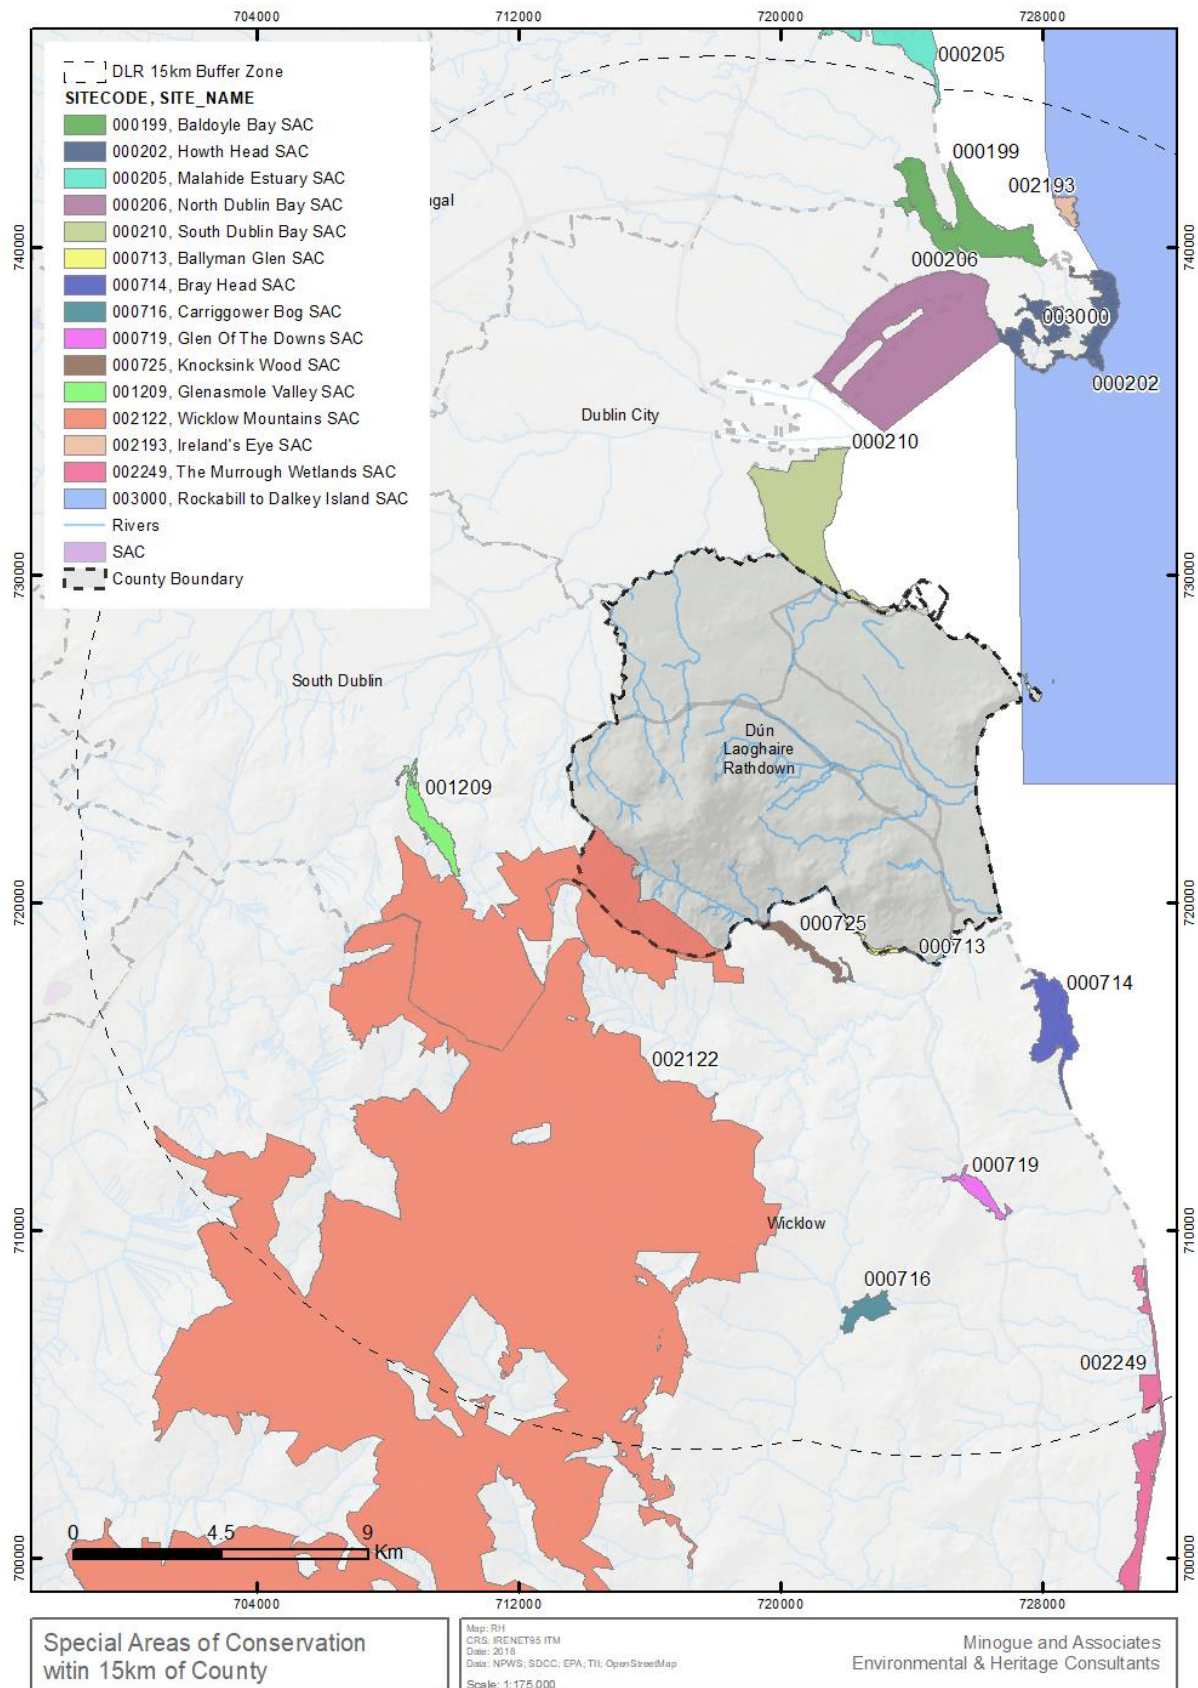 704000
712000
720000
728000
DLR 15km Buffer Zone
SITECODE, SITE_NAME
000199, Baldoyle Bay SAC
000202, Howth Head SAC
000205, Malahide Estuary SAC
000206, North Dublin Bay SAC
000210, South Dublin Bay SAC
000713, Ballyman Glen SAC
000714, Bray Head SAC
000716, Carriggower Bog SAC
000719, Glen Of The Downs SAC
000725, Knocksink Wood SAC
001209, Glenasmole Valley SAC
002122, Wicklow Mountains SAC
002193, Ireland's Eye SAC
002249, The Murrough Wetlands SAC
003000, Rockabill to Dalkey Island SAC
Rivers
SAC
County Boundary
000205
000199
002193
gal
740000
740000
000206
003000
000202
Dublin City
000210
730000
730000
South Dublin
Dún
Laoghaire
Rathdown
001209
720000
720000
000725
000713
000714
002122
000719
710000
710000
Wicklow
000716
002249
0
4.5
9
Km
700000
700000
704000
712000
720000
728000
Special Areas of Conservation
witin 15km of County
Map: RH
CRS: IRENET95 ITM
Date: 2018
Data: NPWS; SDCC; EPA; TII; OpenStreetMap
Scale: 1:175,000
Minogue and Associates
Environmental & Heritage Consultants